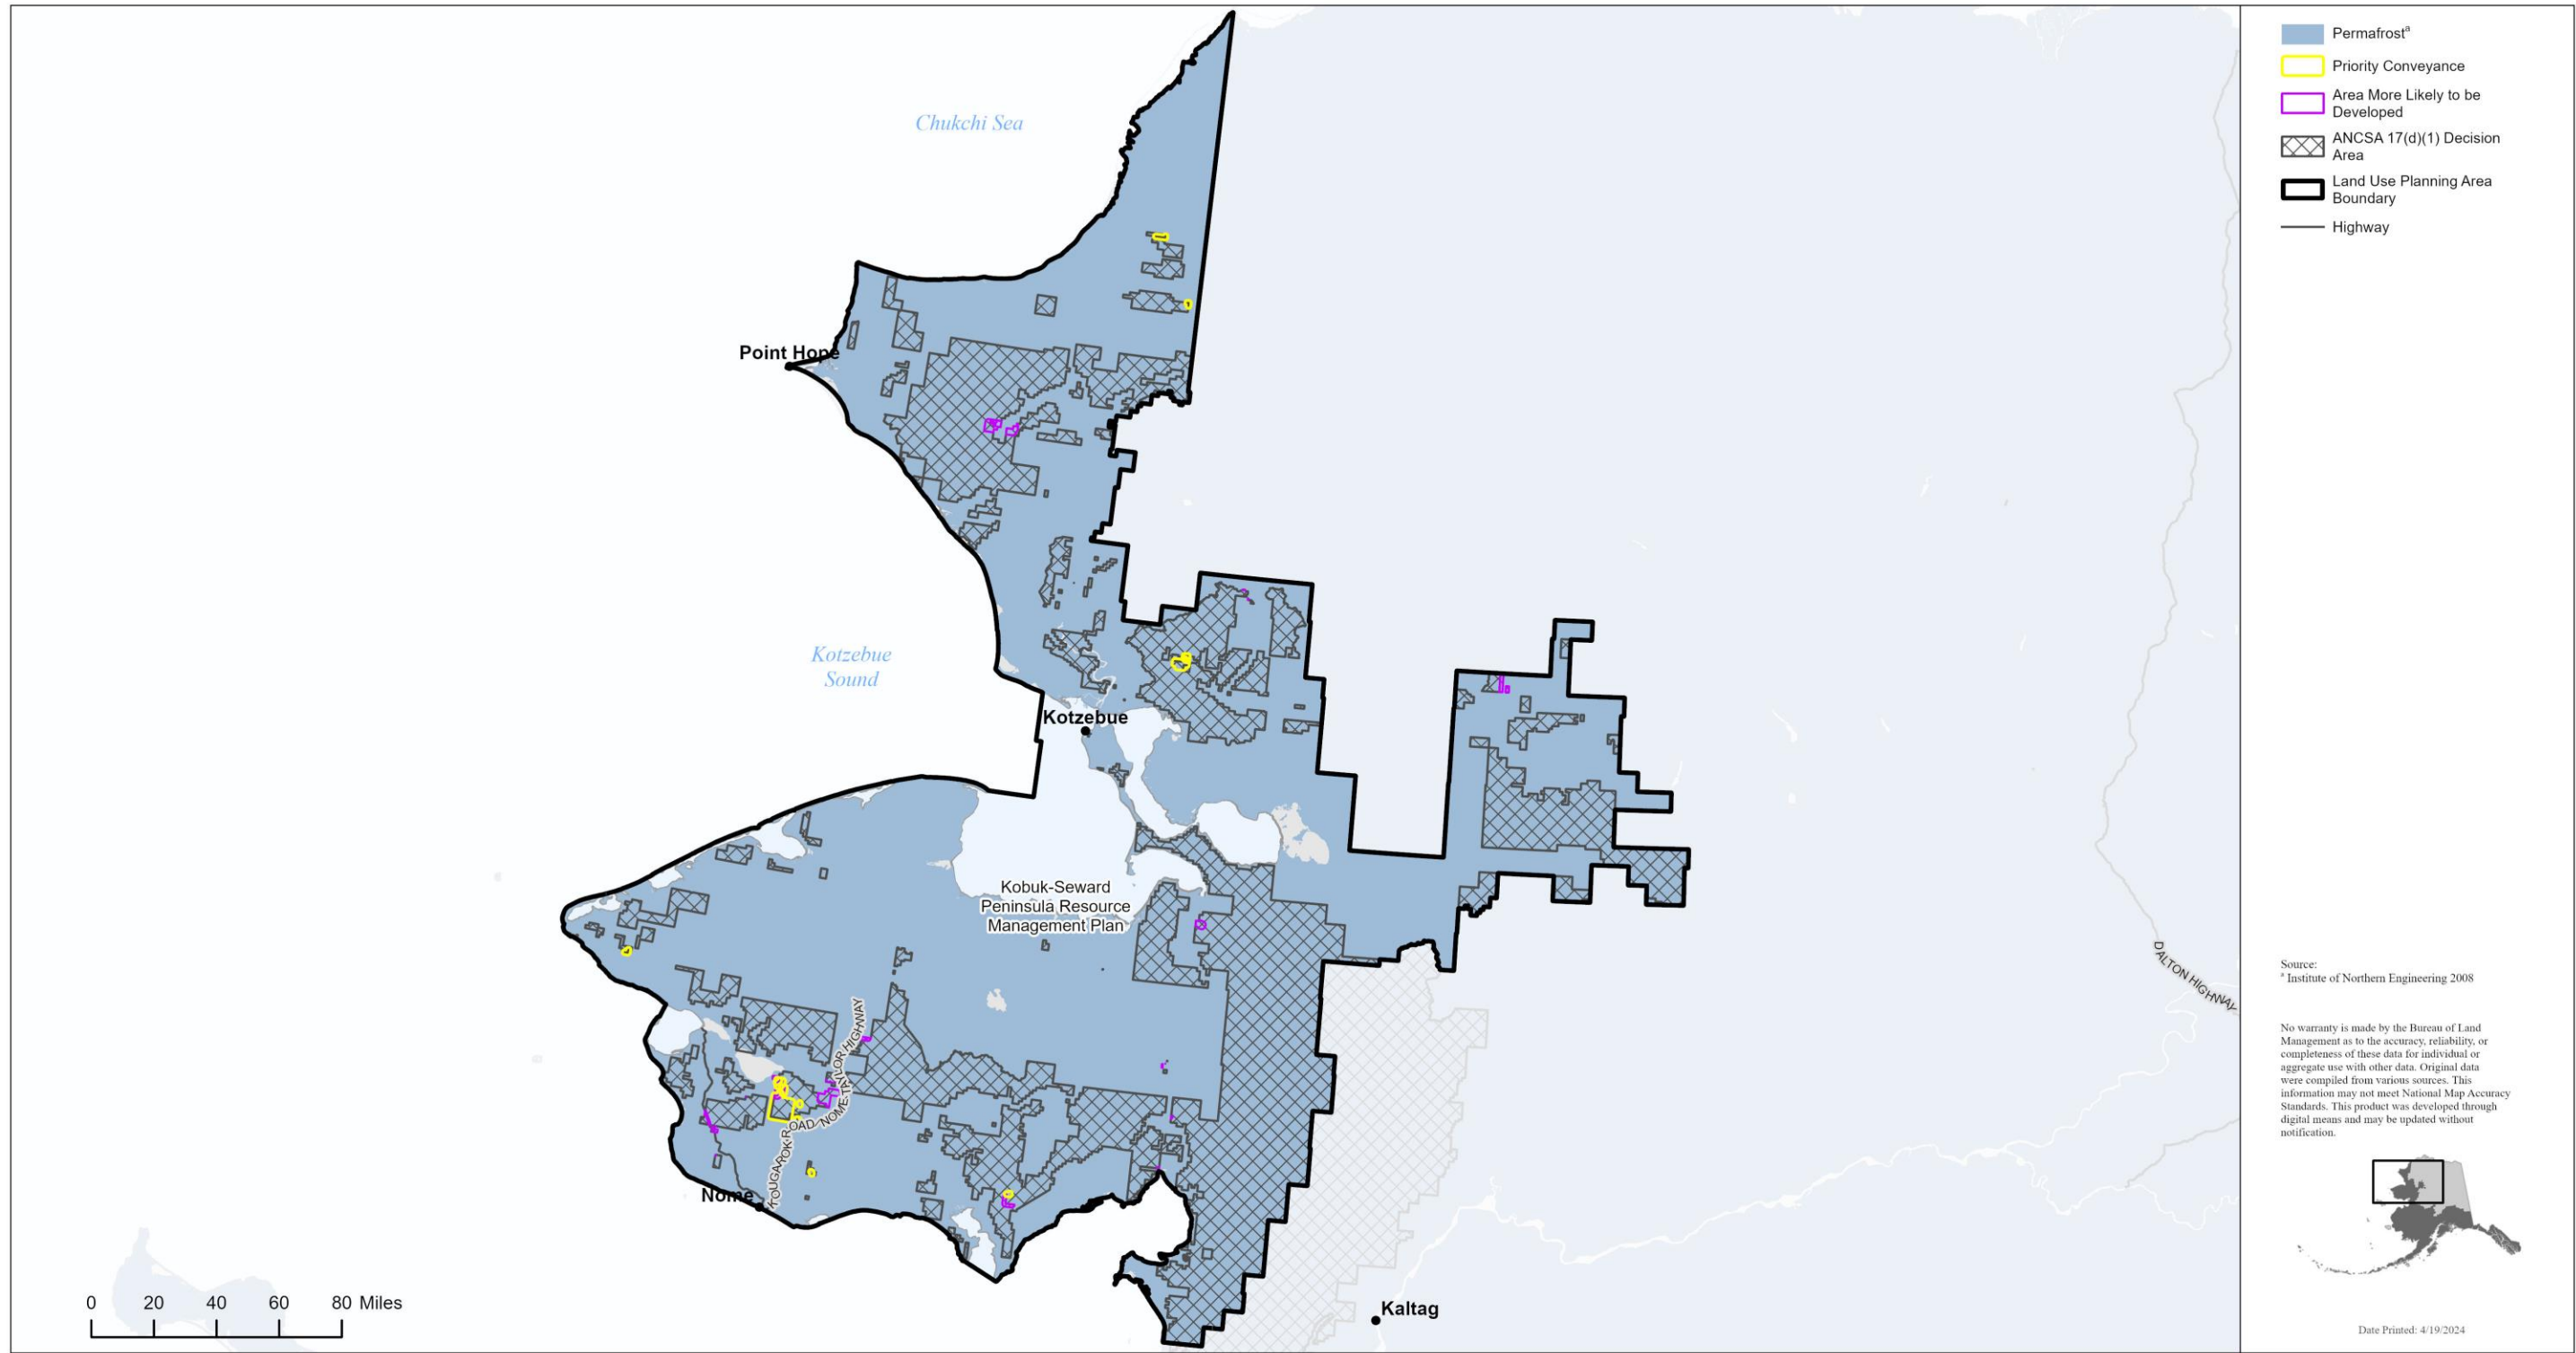 Chukchi Sea
Point Hope
Kotzebue
Sound
Kotzebue
Kobuk-Seward
Peninsula Resource
Management Plan
KOUGAROK ROAD/NOME-TAYLOR HIGHWAY
Nome
Kaltag
DALTON HIGHWAY
0 20 40 60 80 Miles
Permafrostᵃ
Priority Conveyance
Area More Likely to be
Developed
ANCSA 17(d)(1) Decision
Area
Land Use Planning Area
Boundary
Highway
Source:
ᵃ Institute of Northern Engineering 2008
No warranty is made by the Bureau of Land
Management as to the accuracy, reliability, or
completeness of these data for individual or
aggregate use with other data. Original data
were compiled from various sources. This
information may not meet National Map Accuracy
Standards. This product was developed through
digital means and may be updated without
notification.
Date Printed: 4/19/2024